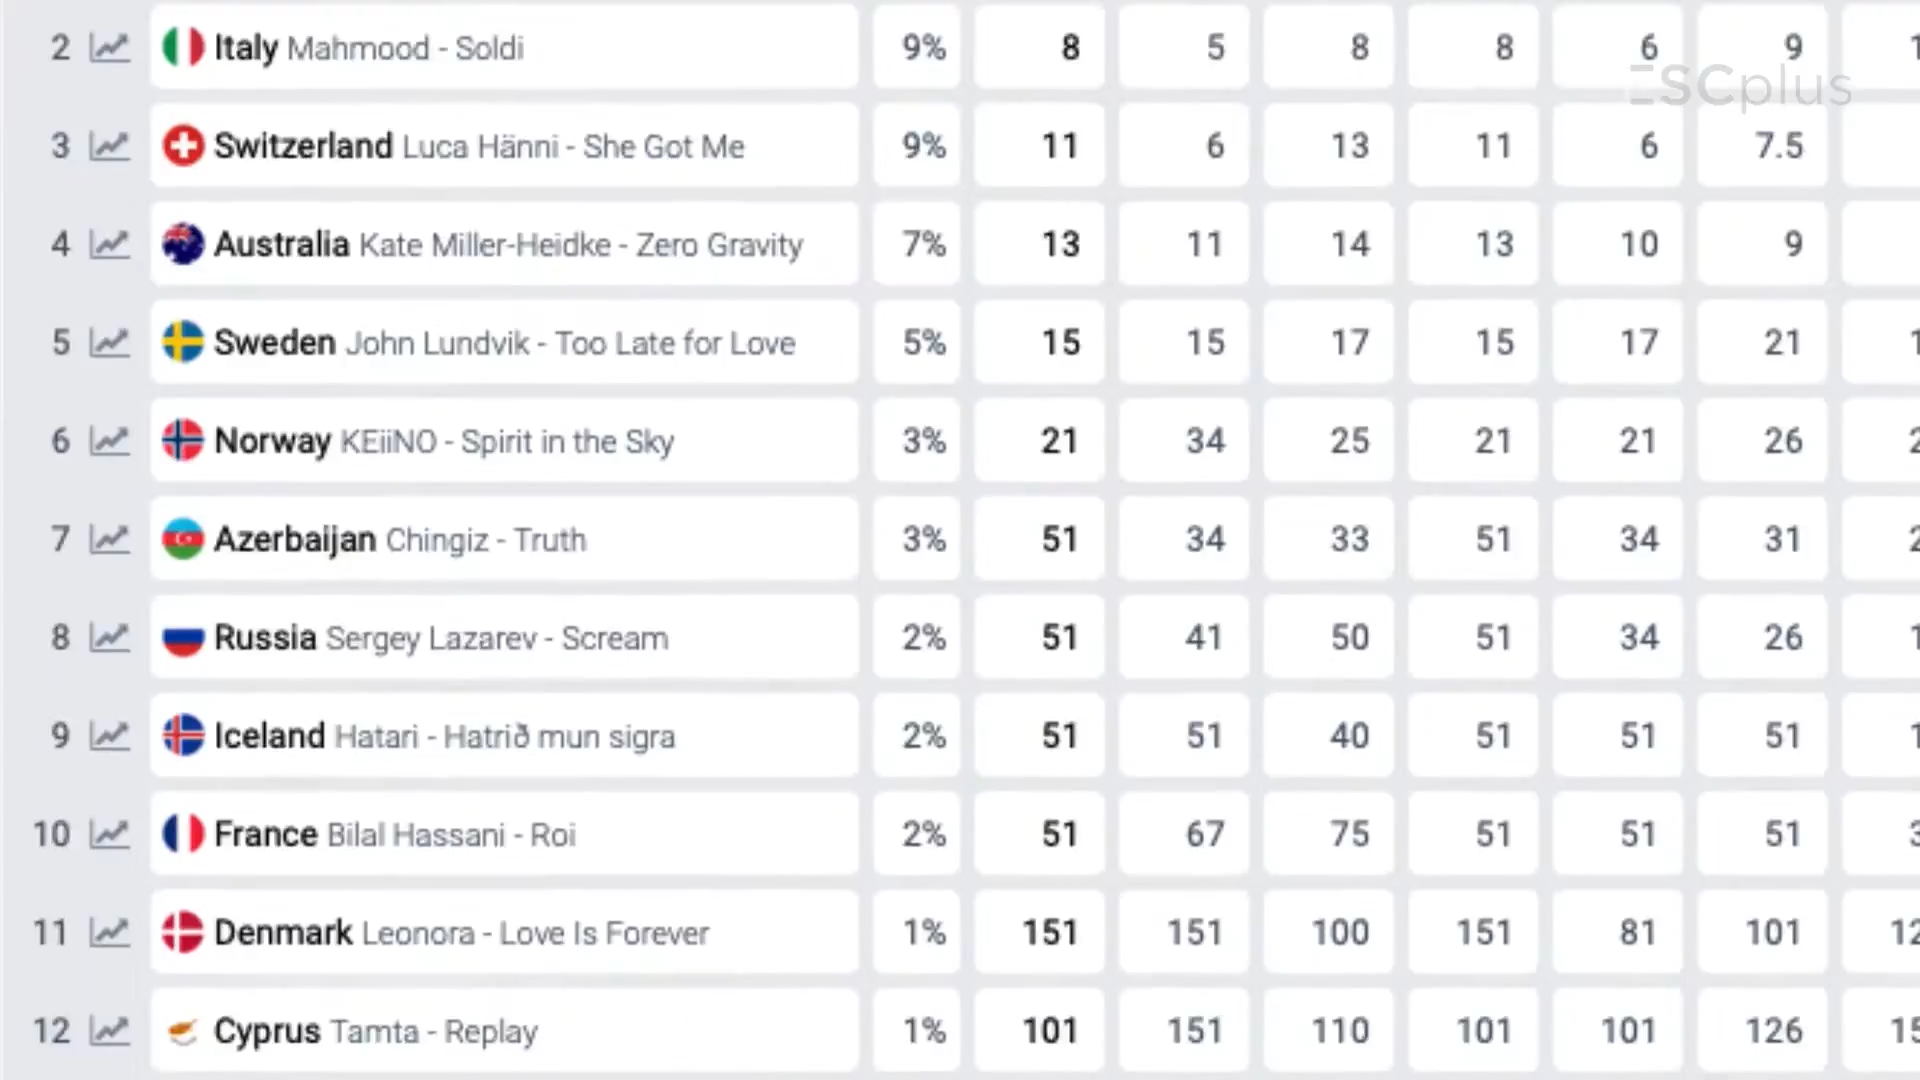 2 Italy Mahmood - Soldi 9% 8 5 8 8 6 9
ESCplus
3 Switzerland Luca Hänni - She Got Me 9% 11 6 13 11 6 7.5
4 Australia Kate Miller-Heidke - Zero Gravity 7% 13 11 14 13 10 9
5 Sweden John Lundvik - Too Late for Love 5% 15 15 17 15 17 21
6 Norway KEiiNO - Spirit in the Sky 3% 21 34 25 21 21 26
7 Azerbaijan Chingiz - Truth 3% 51 34 33 51 34 31
8 Russia Sergey Lazarev - Scream 2% 51 41 50 51 34 26
9 Iceland Hatari - Hatrið mun sigra 2% 51 51 40 51 51 51
10 France Bilal Hassani - Roi 2% 51 67 75 51 51 51
11 Denmark Leonora - Love Is Forever 1% 151 151 100 151 81 101
12 Cyprus Tamta - Replay 1% 101 151 110 101 101 126